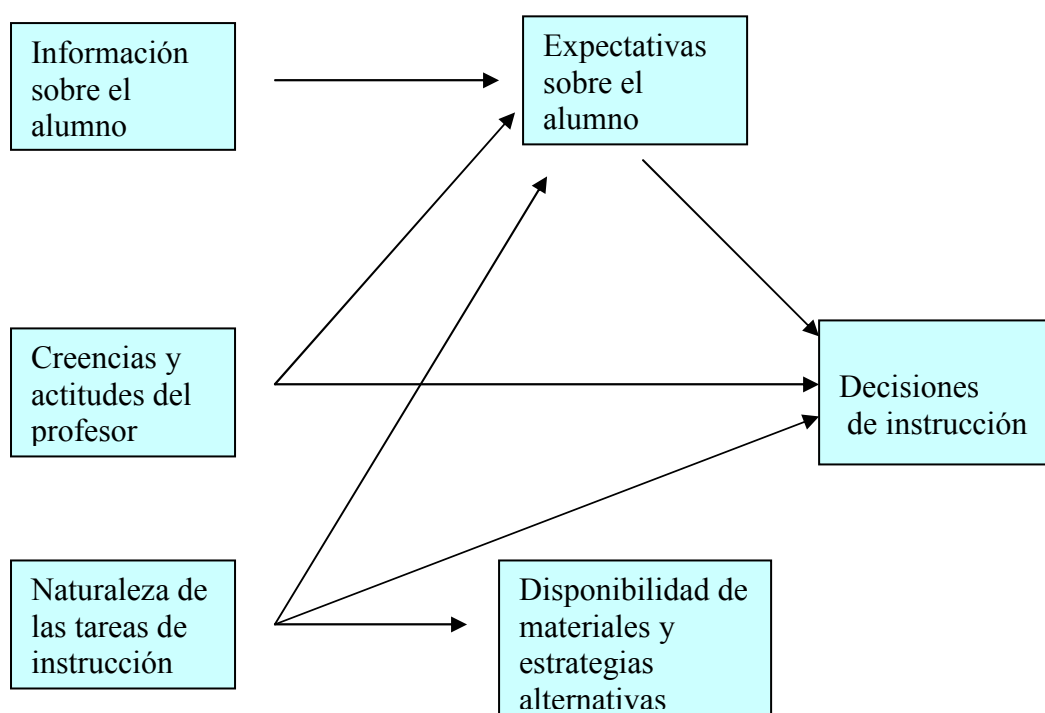 Información
sobre el
alumno
Expectativas
sobre el
alumno
Creencias y
actitudes del
profesor
Decisiones
de instrucción
Naturaleza de
las tareas de
instrucción
Disponibilidad de
materiales y
estrategias
alternativas